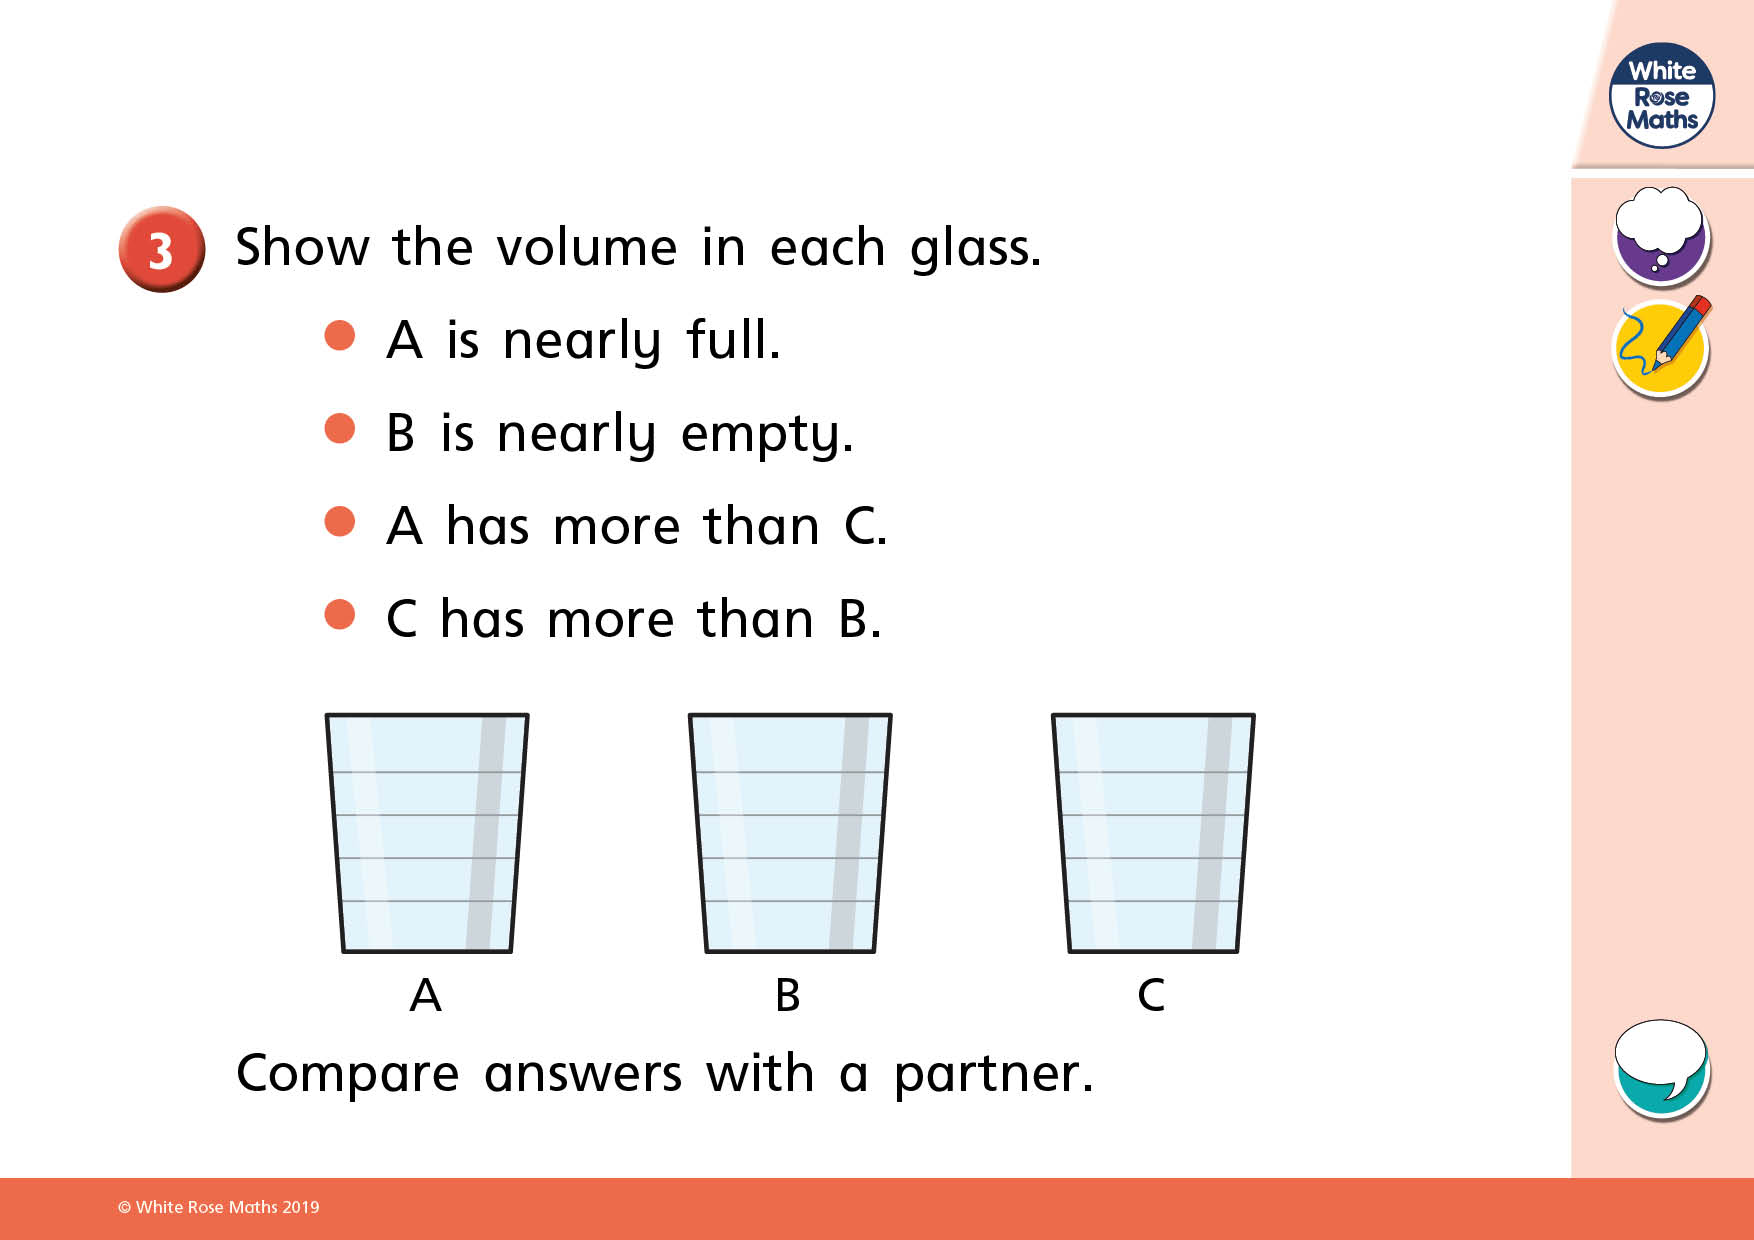 White
Rose
Maths
3 Show the volume in each glass.
A is nearly full.
B is nearly empty.
A has more than C.
C has more than B.
A B C
Compare answers with a partner.
© White Rose Maths 2019